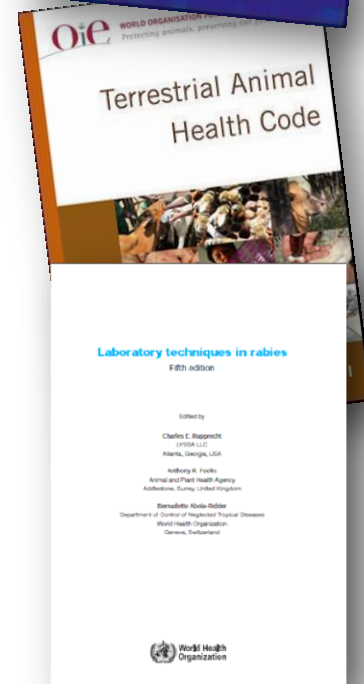 Oie WORLD ORGANISATION
Protecting animals, preserving our
Terrestrial Animal
Health Code
Laboratory techniques in rabies
Fifth edition
Edited by
Charles E. Rupprecht
LYSSA LLC
Atlanta, Georgia, USA
Anthony R. Fooks
Animal and Plant Health Agency
Addlestone, Surrey, United Kingdom
Bernadette Abela-Ridder
Department of Control of Neglected Tropical Diseases
World Health Organization
Geneva, Switzerland
World Health
Organization